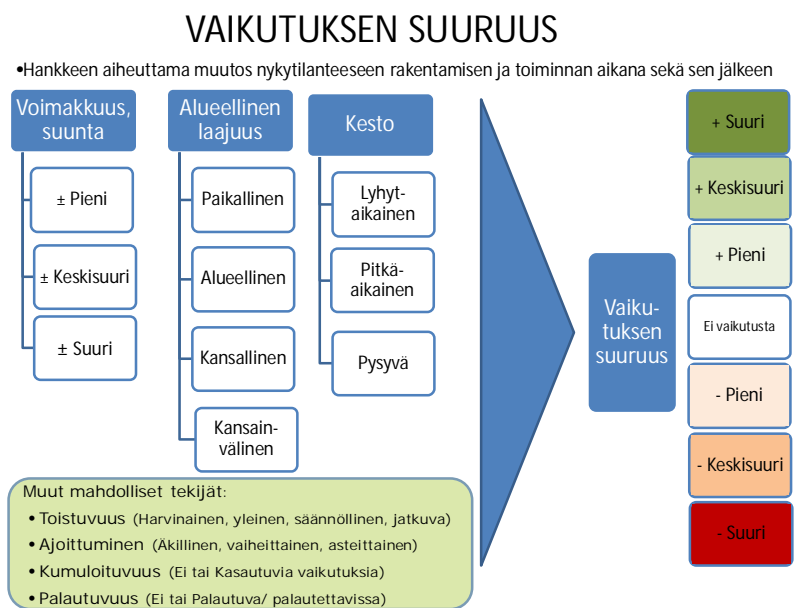 VAIKUTUKSEN SUURUUS
•Hankkeen aiheuttama muutos nykytilanteeseen rakentamisen ja toiminnan aikana sekä sen jälkeen
Voimakkuus,
suunta
± Pieni
± Keskisuuri
± Suuri
Alueellinen
laajuus
Paikallinen
Alueellinen
Kansallinen
Kansain-
välinen
Kesto
Lyhyt-
aikainen
Pitkä-
aikainen
Pysyvä
Muut mahdolliset tekijät:
• Toistuvuus (Harvinainen, yleinen, säännöllinen, jatkuva)
• Ajoittuminen (Äkillinen, vaiheittainen, asteittainen)
• Kumuloituvuus (Ei tai Kasautuvia vaikutuksia)
• Palautuvuus (Ei tai Palautuva/ palautettavissa)
Vaiku-
tuksen
suuruus
+ Suuri
+ Keskisuuri
+ Pieni
Ei vaikutusta
- Pieni
- Keskisuuri
- Suuri